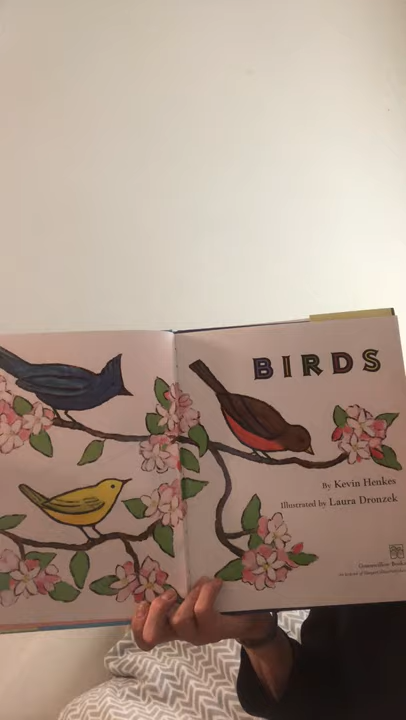 BIRDS
By Kevin Henkes
Illustrated by Laura Dronzek
Greenwillow Books